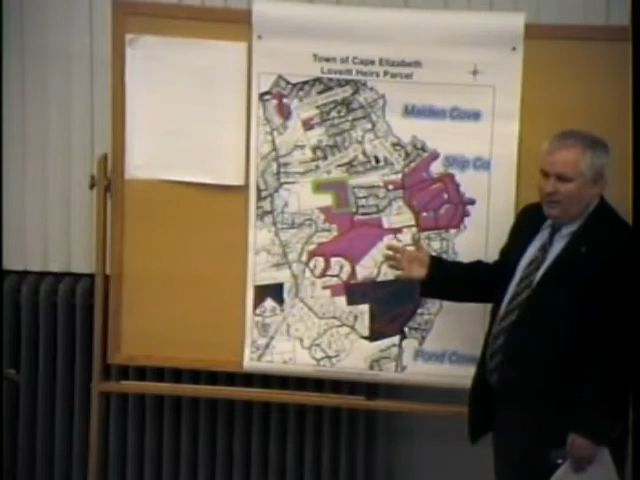 Town of Cape Elizabeth
Lovett Heirs Parcel
Maiden Cove
Ship Co
Pond Cove